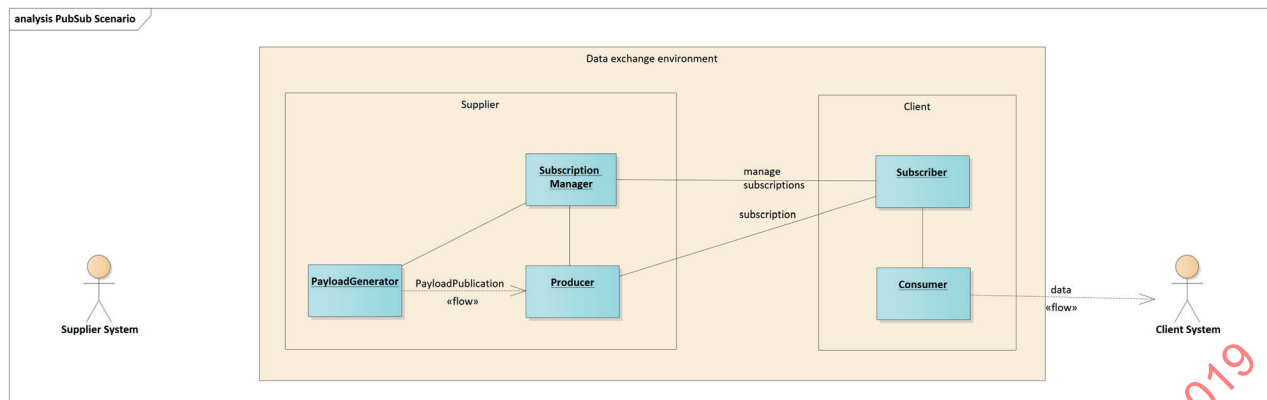 analysis PubSub Scenario
Data exchange environment
Supplier
Client
Subscription
Manager
manage
subscriptions
Subscriber
subscription
PayloadGenerator
PayloadPublication
«flow»
Producer
Consumer
data
«flow»
Supplier System
Client System
019